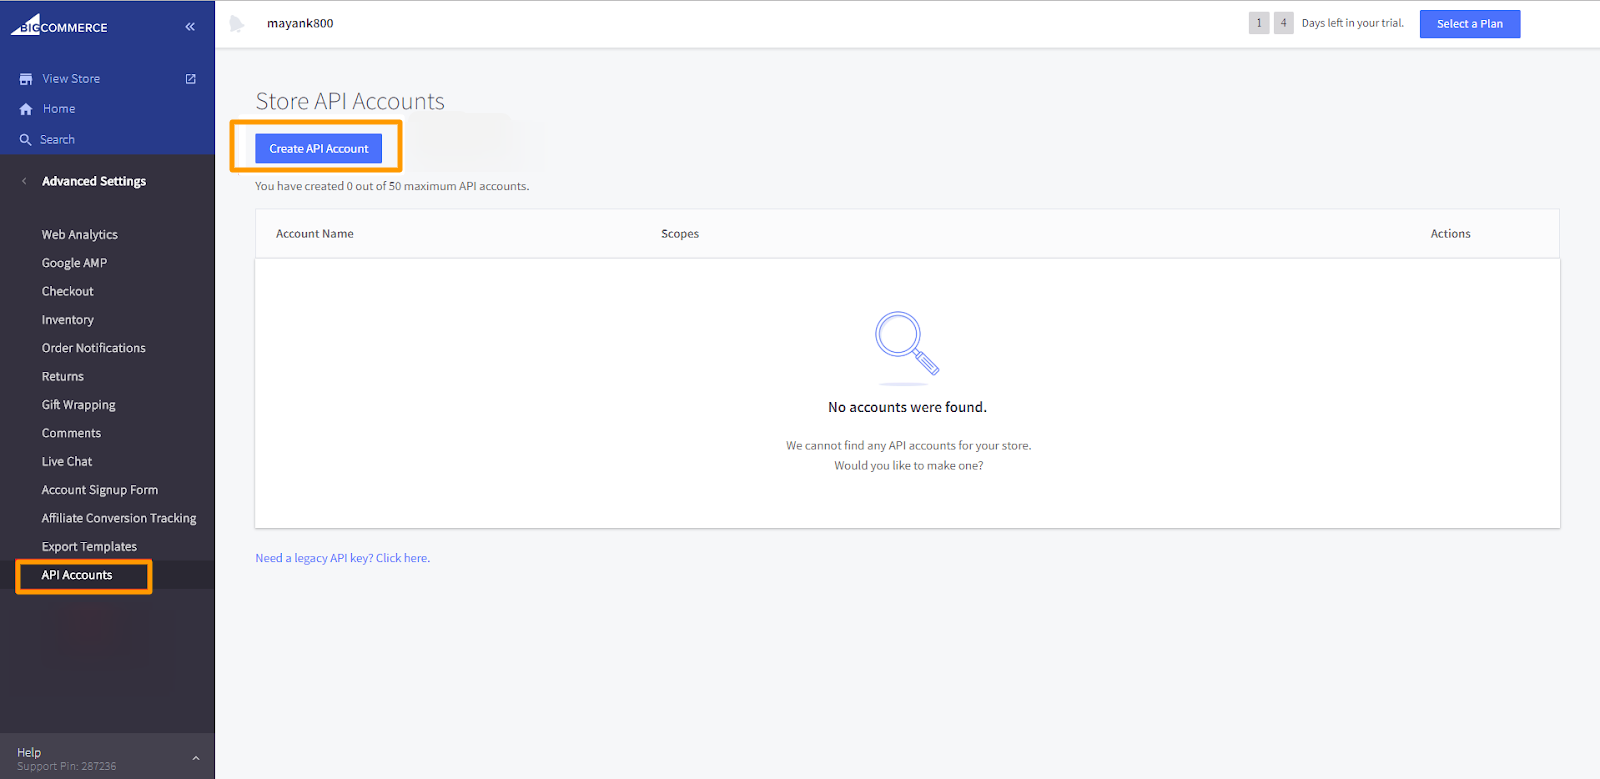 BIGCOMMERCE
View Store
Home
Search
Advanced Settings
Web Analytics
Google AMP
Checkout
Inventory
Order Notifications
Returns
Gift Wrapping
Comments
Live Chat
Account Signup Form
Affiliate Conversion Tracking
Export Templates
API Accounts
Help
Support Pin: 287236
mayank800
1 4 Days left in your trial.
Select a Plan
Store API Accounts
Create API Account
You have created 0 out of 50 maximum API accounts.
Account Name Scopes Actions
No accounts were found.
We cannot find any API accounts for your store.
Would you like to make one?
Need a legacy API key? Click here.